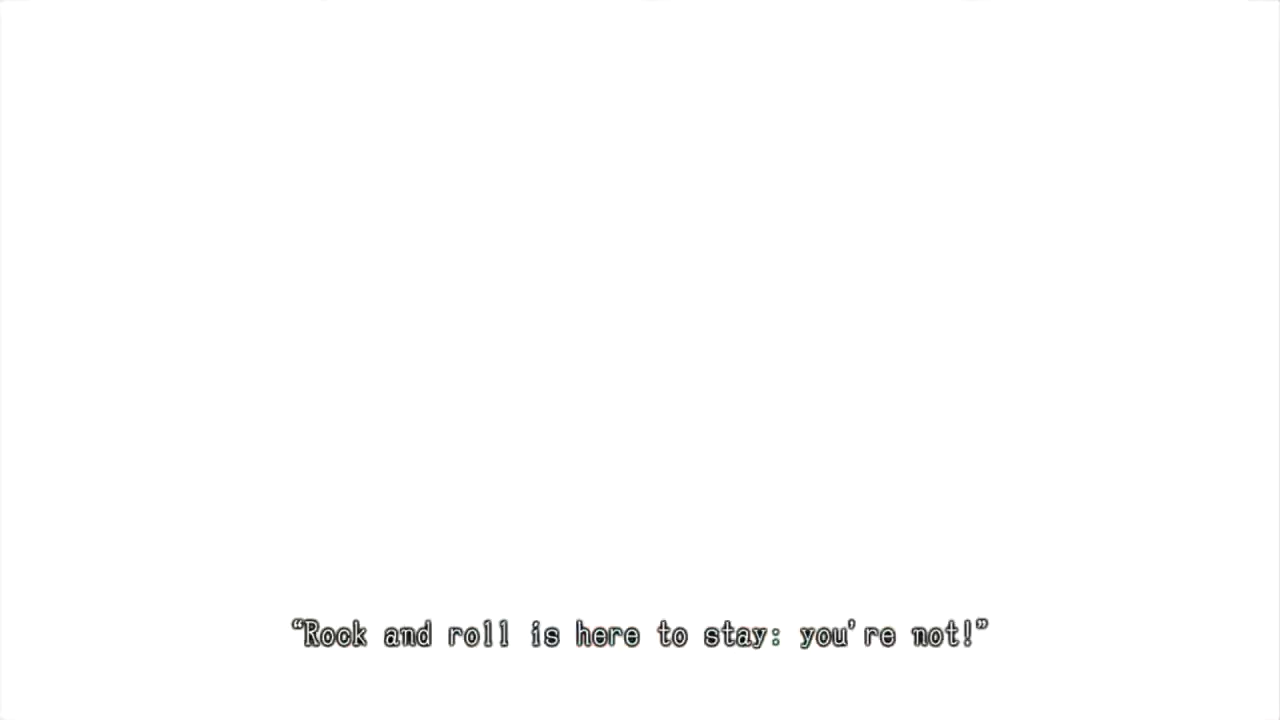 “Rock and roll is here to stay: you're not!”